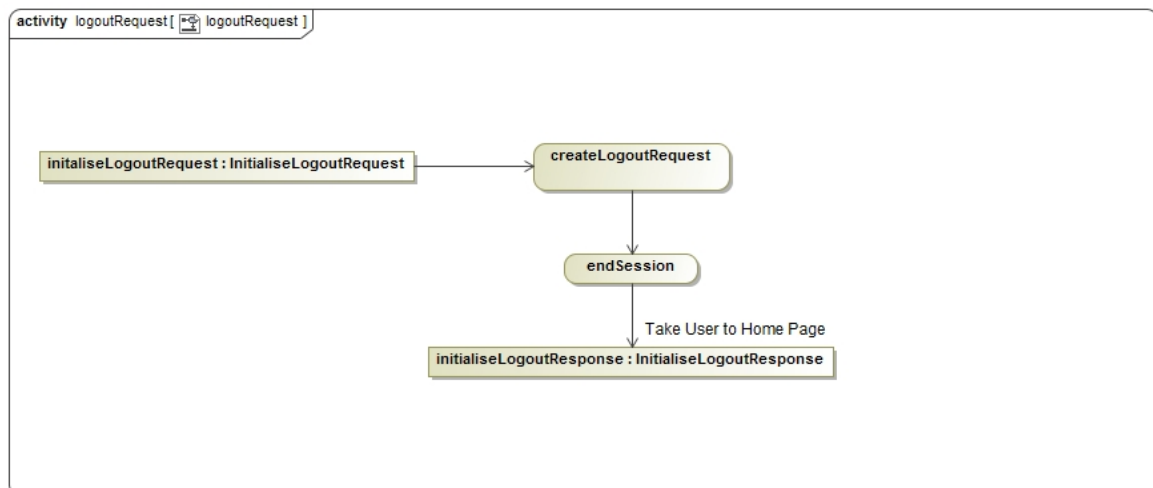 activity logoutRequest [ logoutRequest ]
initaliseLogoutRequest : InitialiseLogoutRequest
createLogoutRequest
endSession
Take User to Home Page
initialiseLogoutResponse : InitialiseLogoutResponse